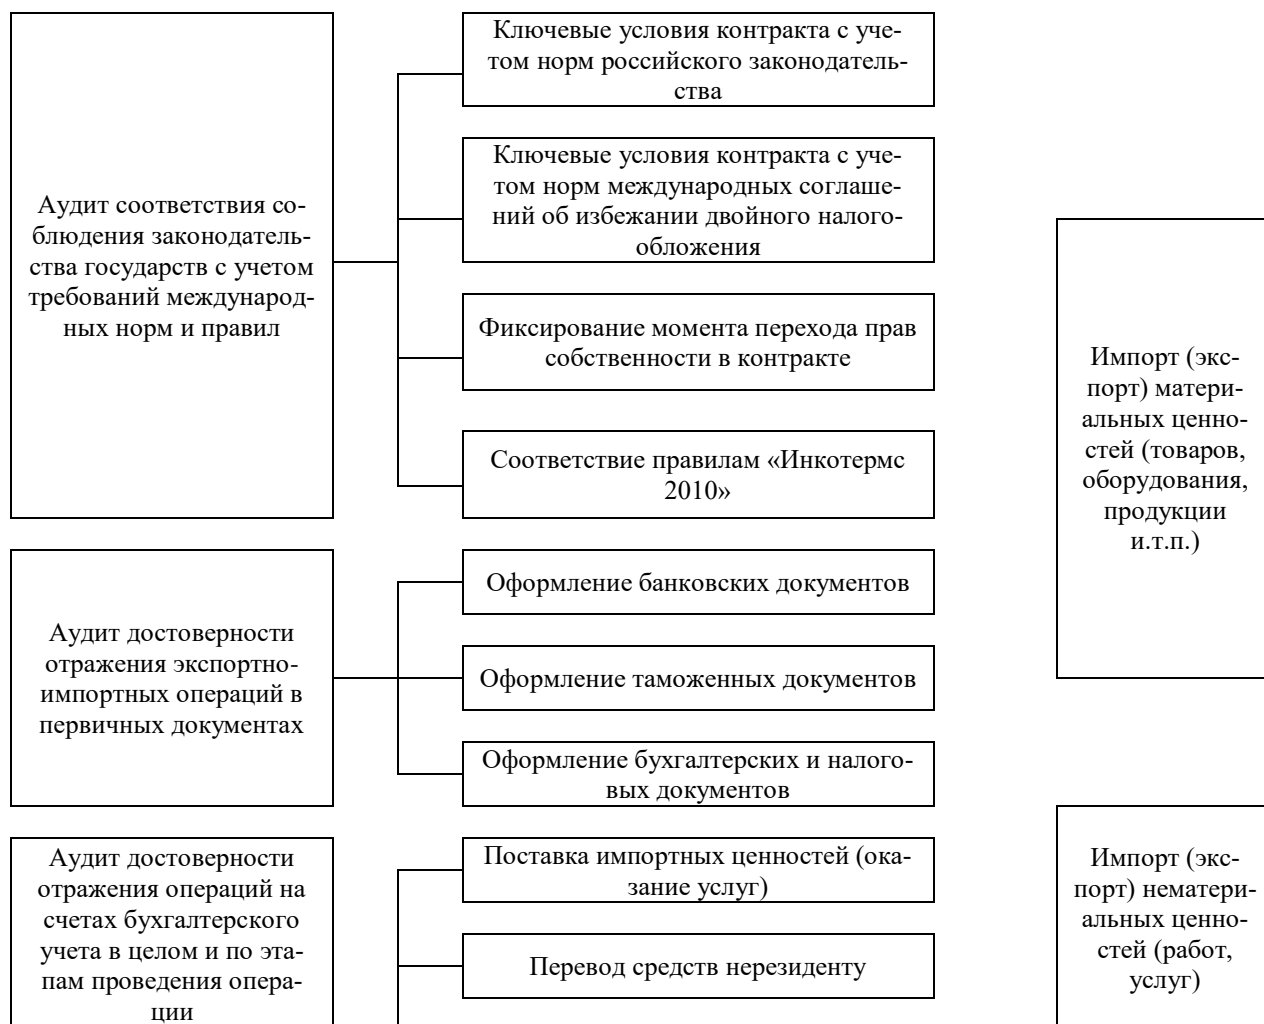 Аудит соответствия со-
блюдения законодатель-
ства государств с учетом
требований международ-
ных норм и правил
Ключевые условия контракта с уче-
том норм российского законодатель-
ства
Ключевые условия контракта с уче-
том норм международных соглаше-
ний об избежании двойного налого-
обложения
Фиксирование момента перехода прав
собственности в контракте
Соответствие правилам «Инкотермс
2010»
Аудит достоверности
отражения экспортно-
импортных операций в
первичных документах
Оформление банковских документов
Оформление таможенных документов
Оформление бухгалтерских и налого-
вых документов
Аудит достоверности
отражения операций на
счетах бухгалтерского
учета в целом и по эта-
пам проведения опера-
ции
Поставка импортных ценностей (ока-
зание услуг)
Перевод средств нерезиденту
Импорт (экс-
порт) матери-
альных ценно-
стей (товаров,
оборудования,
продукции
и.т.п.)
Импорт (экс-
порт) нематери-
альных ценно-
стей (работ,
услуг)